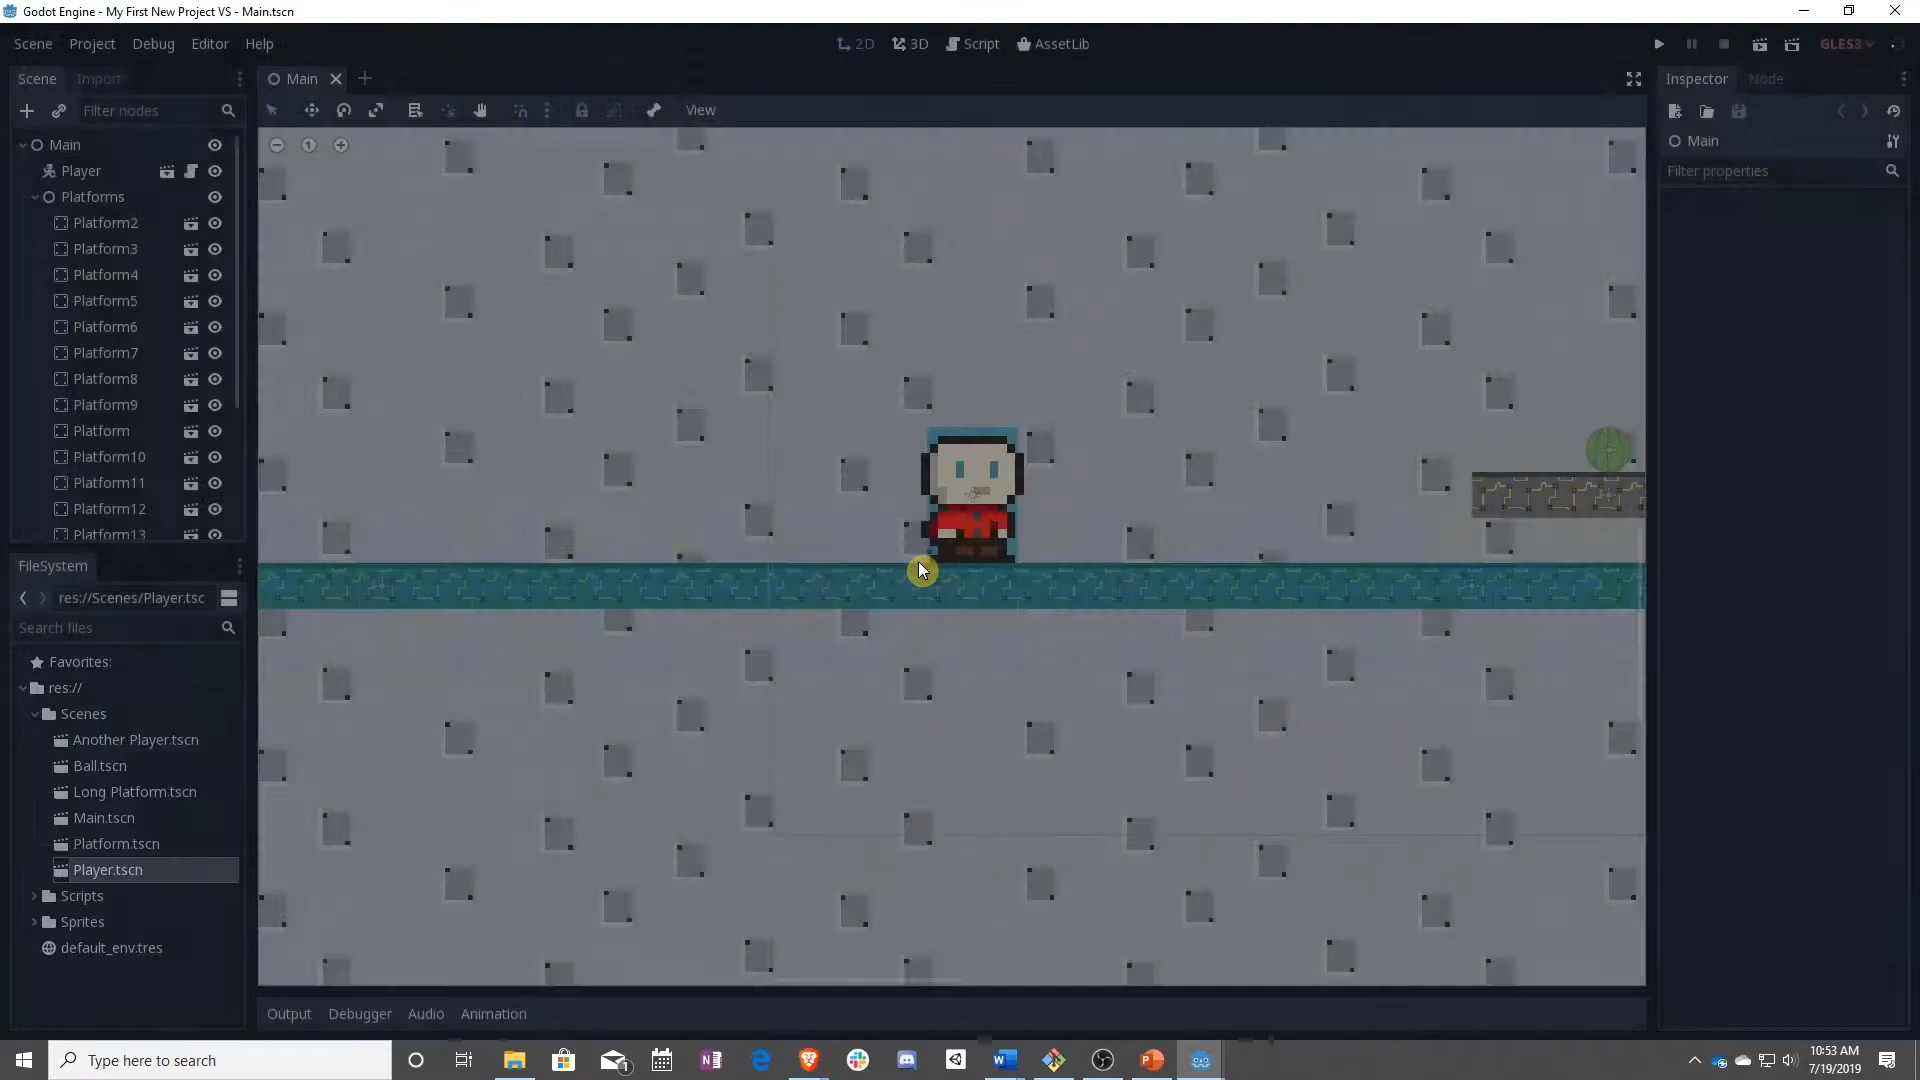 Godot Engine - My First New Project VS - Main.tscn
Scene Project Debug Editor Help
2D 3D Script AssetLib
GLES3
Scene Import
Main
Inspector Node
Filter nodes
View
Main
Main
Player
Filter properties
Platforms
Platform2
Platform3
Platform4
Platform5
Platform6
Platform7
Platform8
Platform9
Platform
Platform10
Platform11
Platform12
Platform13
FileSystem
res://Scenes/Player.tsc
Search files
Favorites:
res://
Scenes
Another Player.tscn
Ball.tscn
Long Platform.tscn
Main.tscn
Platform.tscn
Player.tscn
Scripts
Sprites
default_env.tres
Output Debugger Audio Animation
Type here to search
10:53 AM
7/19/2019